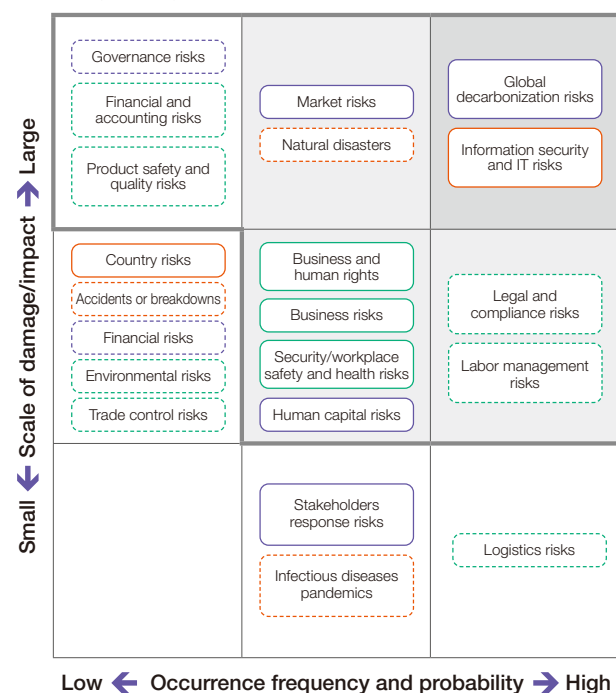 Governance risks
Financial and
accounting risks
Product safety and
quality risks
Market risks
Natural disasters
Global
decarbonization risks
Information security
and IT risks
Country risks
Accidents or breakdowns
Financial risks
Environmental risks
Trade control risks
Business and
human rights
Business risks
Security/workplace
safety and health risks
Human capital risks
Legal and
compliance risks
Labor management
risks
Stakeholders
response risks
Infectious diseases
pandemics
Logistics risks
Small ← Scale of damage/impact → Large
Low ← Occurrence frequency and probability → High